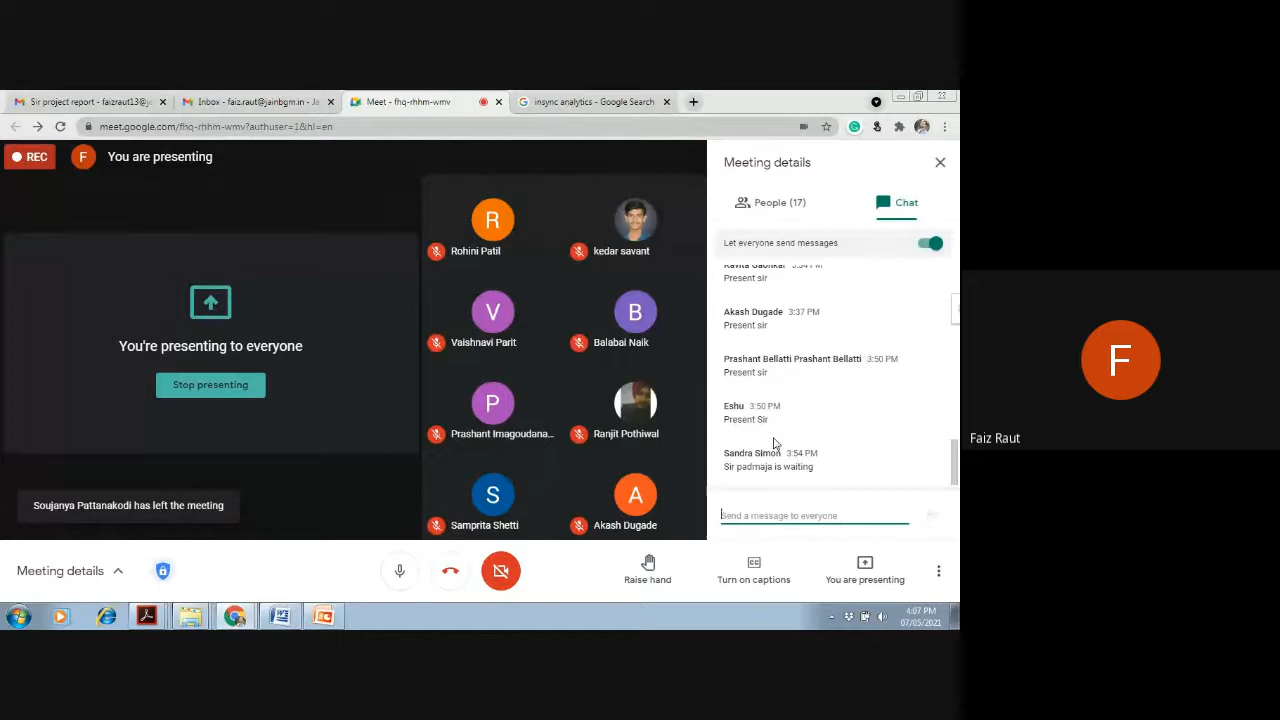 Sir project report - faizraut13@
Inbox - faiz.raut@jainbgm.in - Ja
Meet - fhq-rhhm-wmv
insync analytics - Google Search
meet.google.com/fhq-rhhm-wmv?authuser=1&hl=en
REC
F
You are presenting
You're presenting to everyone
Stop presenting
Soujanya Pattanakodi has left the meeting
R
Rohini Patil
kedar savant
V
Vaishnavi Parit
B
Balabai Naik
P
Prashant Imagoudana...
Ranjit Pothiwal
S
Samprita Shetti
A
Akash Dugade
Meeting details
People (17)
Chat
Let everyone send messages
Present sir
Akash Dugade 3:37 PM
Present sir
Prashant Bellatti Prashant Bellatti 3:50 PM
Present sir
Eshu 3:50 PM
Present Sir
Sandra Simon 3:54 PM
Sir padmaja is waiting
Send a message to everyone
Meeting details
Raise hand
CC
Turn on captions
You are presenting
4:07 PM
07/05/2021
F
Faiz Raut